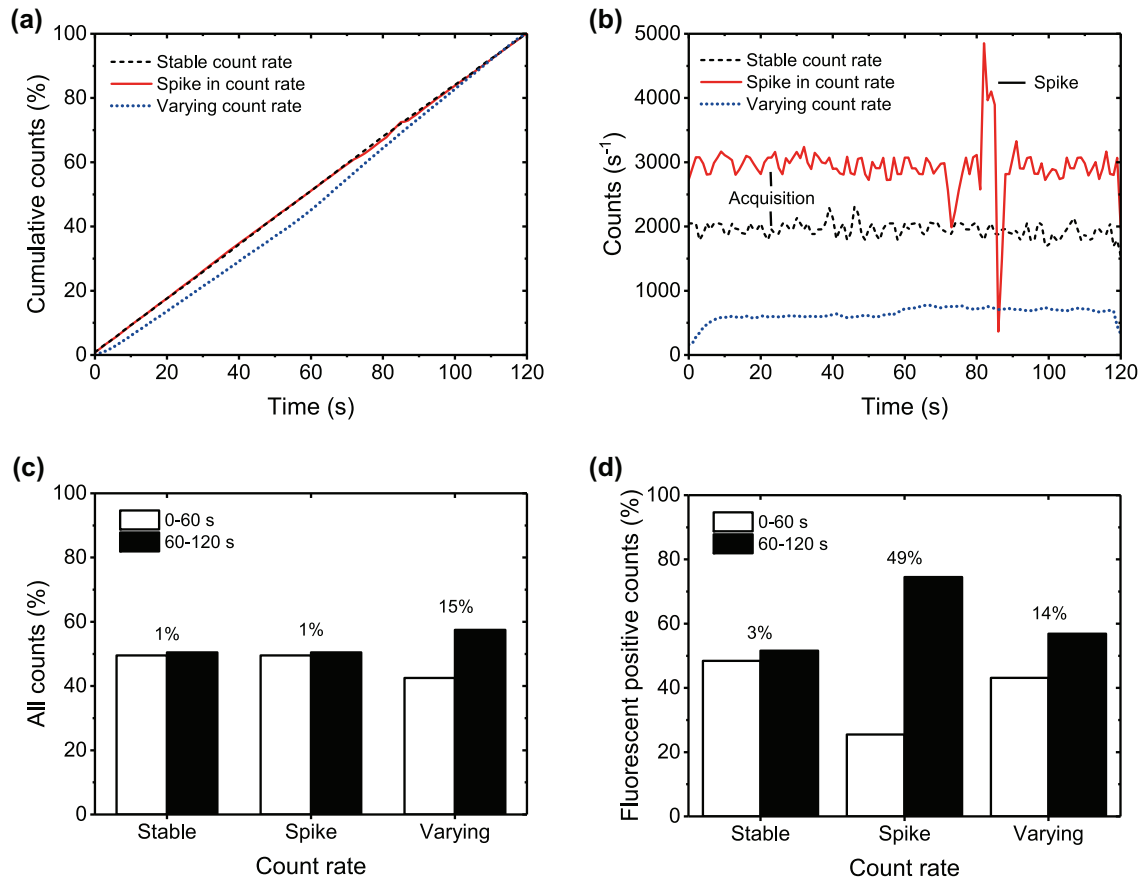 (a)
Cumulative counts (%)
100
80
60
40
20
0
Stable count rate
Spike in count rate
Varying count rate
0 20 40 60 80 100 120
Time (s)
(b)
Counts (s⁻¹)
5000
4000
3000
2000
1000
0
Stable count rate
Spike in count rate
Varying count rate
Spike
Acquisition
0 20 40 60 80 100 120
Time (s)
(c)
All counts (%)
100
80
60
40
20
0
0-60 s
60-120 s
1% 1% 15%
Stable Spike Varying
Count rate
(d)
Fluorescent positive counts (%)
100
80
60
40
20
0
0-60 s
60-120 s
3% 49% 14%
Stable Spike Varying
Count rate